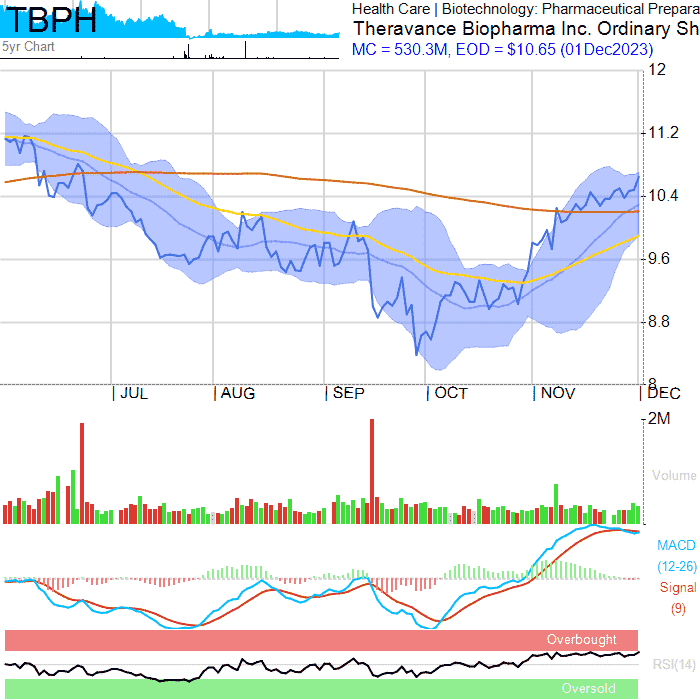 TBPH
Health Care | Biotechnology: Pharmaceutical Prepara
Theravance Biopharma Inc. Ordinary Sh
MC = 530.3M, EOD = $10.65 (01Dec2023)
5yr Chart
12
11.2
10.4
9.6
8.8
8
JUL AUG SEP OCT NOV DEC
2M
Volume
MACD
(12-26)
Signal
(9)
Overbought
RSI(14)
Oversold